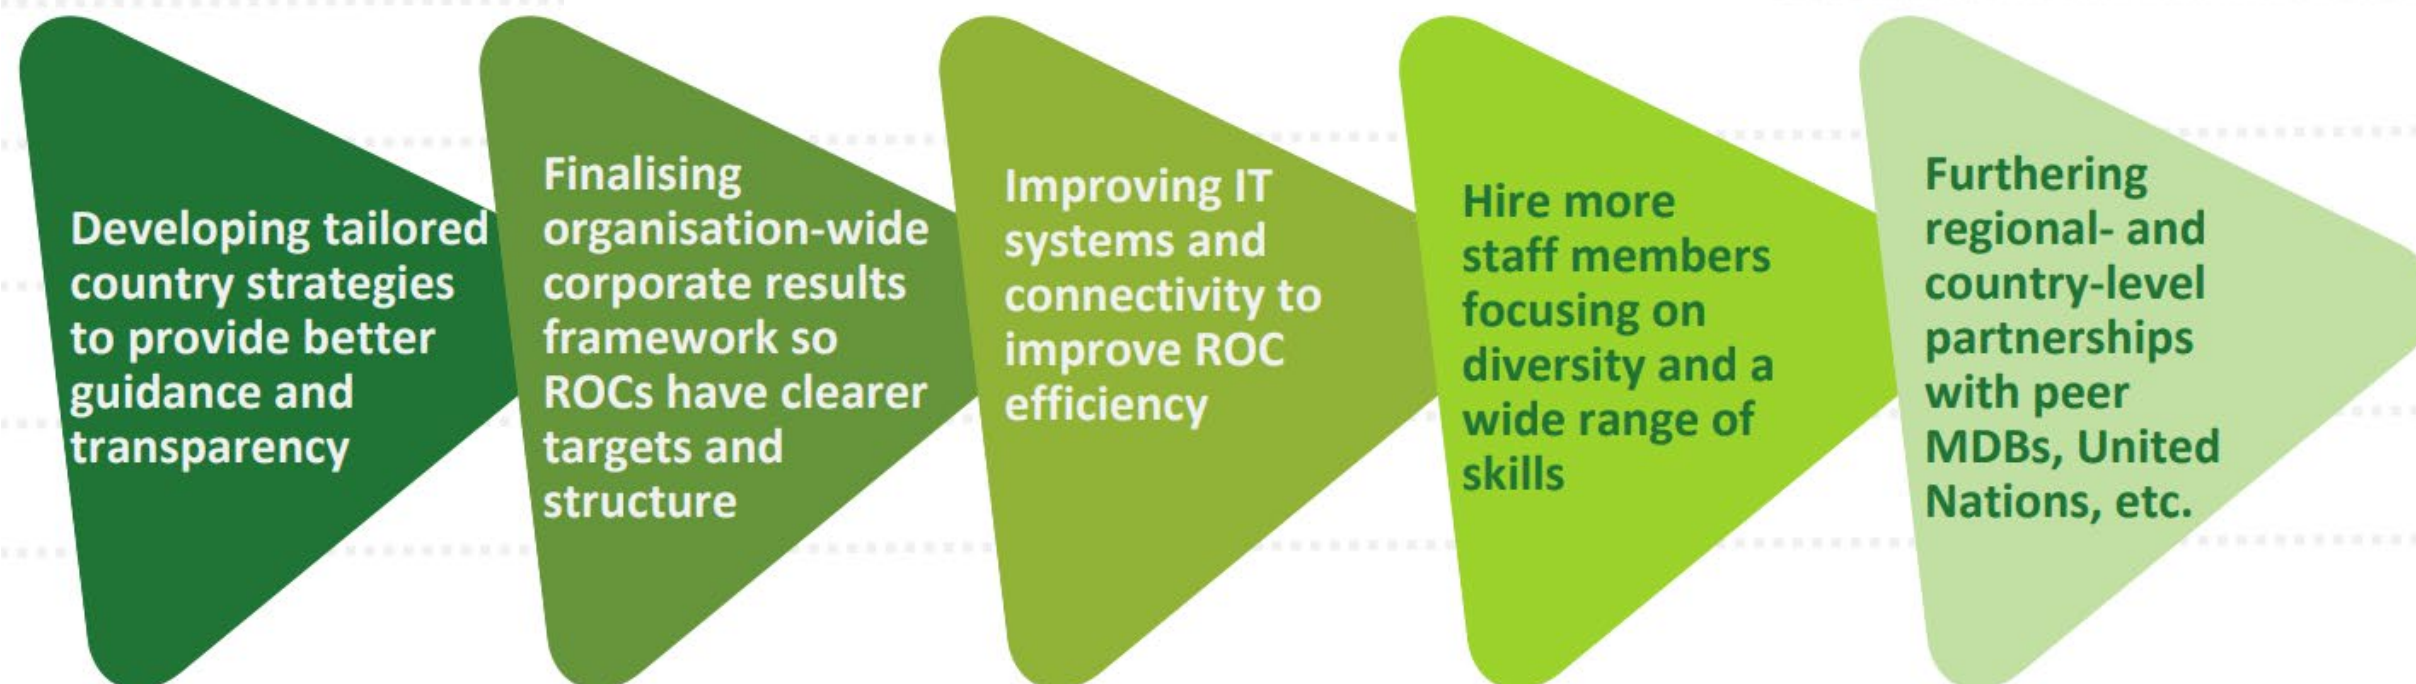 Developing tailored
country strategies
to provide better
guidance and
transparency
Finalising
organisation-wide
corporate results
framework so
ROCs have clearer
targets and
structure
Improving IT
systems and
connectivity to
improve ROC
efficiency
Hire more
staff members
focusing on
diversity and a
wide range of
skills
Furthering
regional- and
country-level
partnerships
with peer
MDBs, United
Nations, etc.